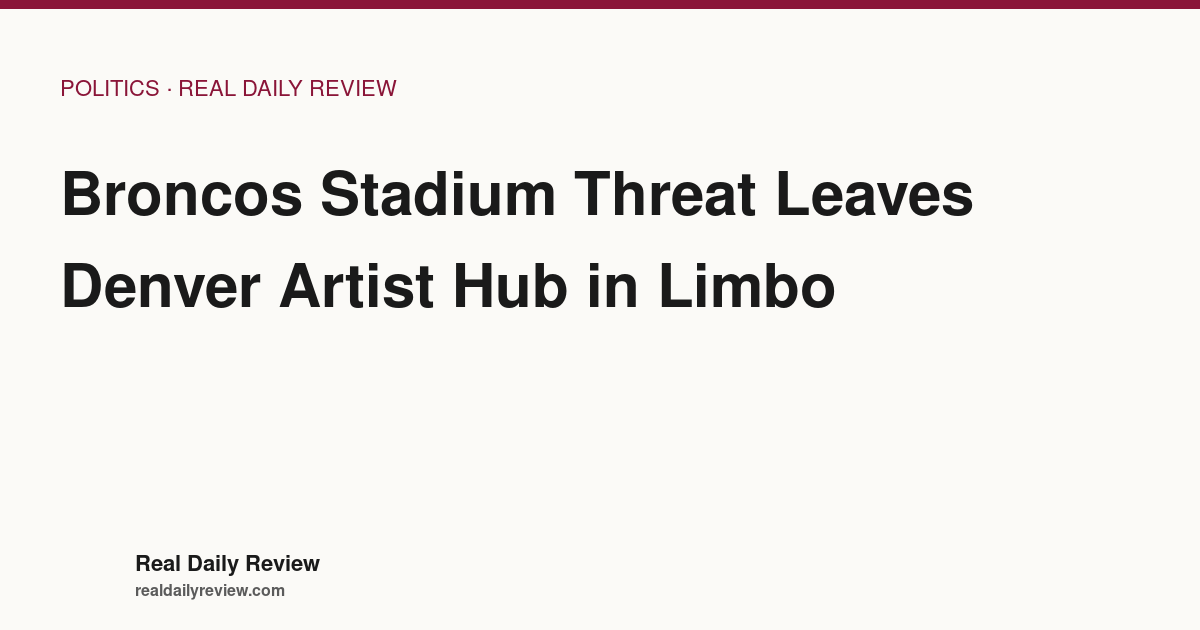 POLITICS · REAL DAILY REVIEW
Broncos Stadium Threat Leaves
Denver Artist Hub in Limbo
Real Daily Review
realdailyreview.com